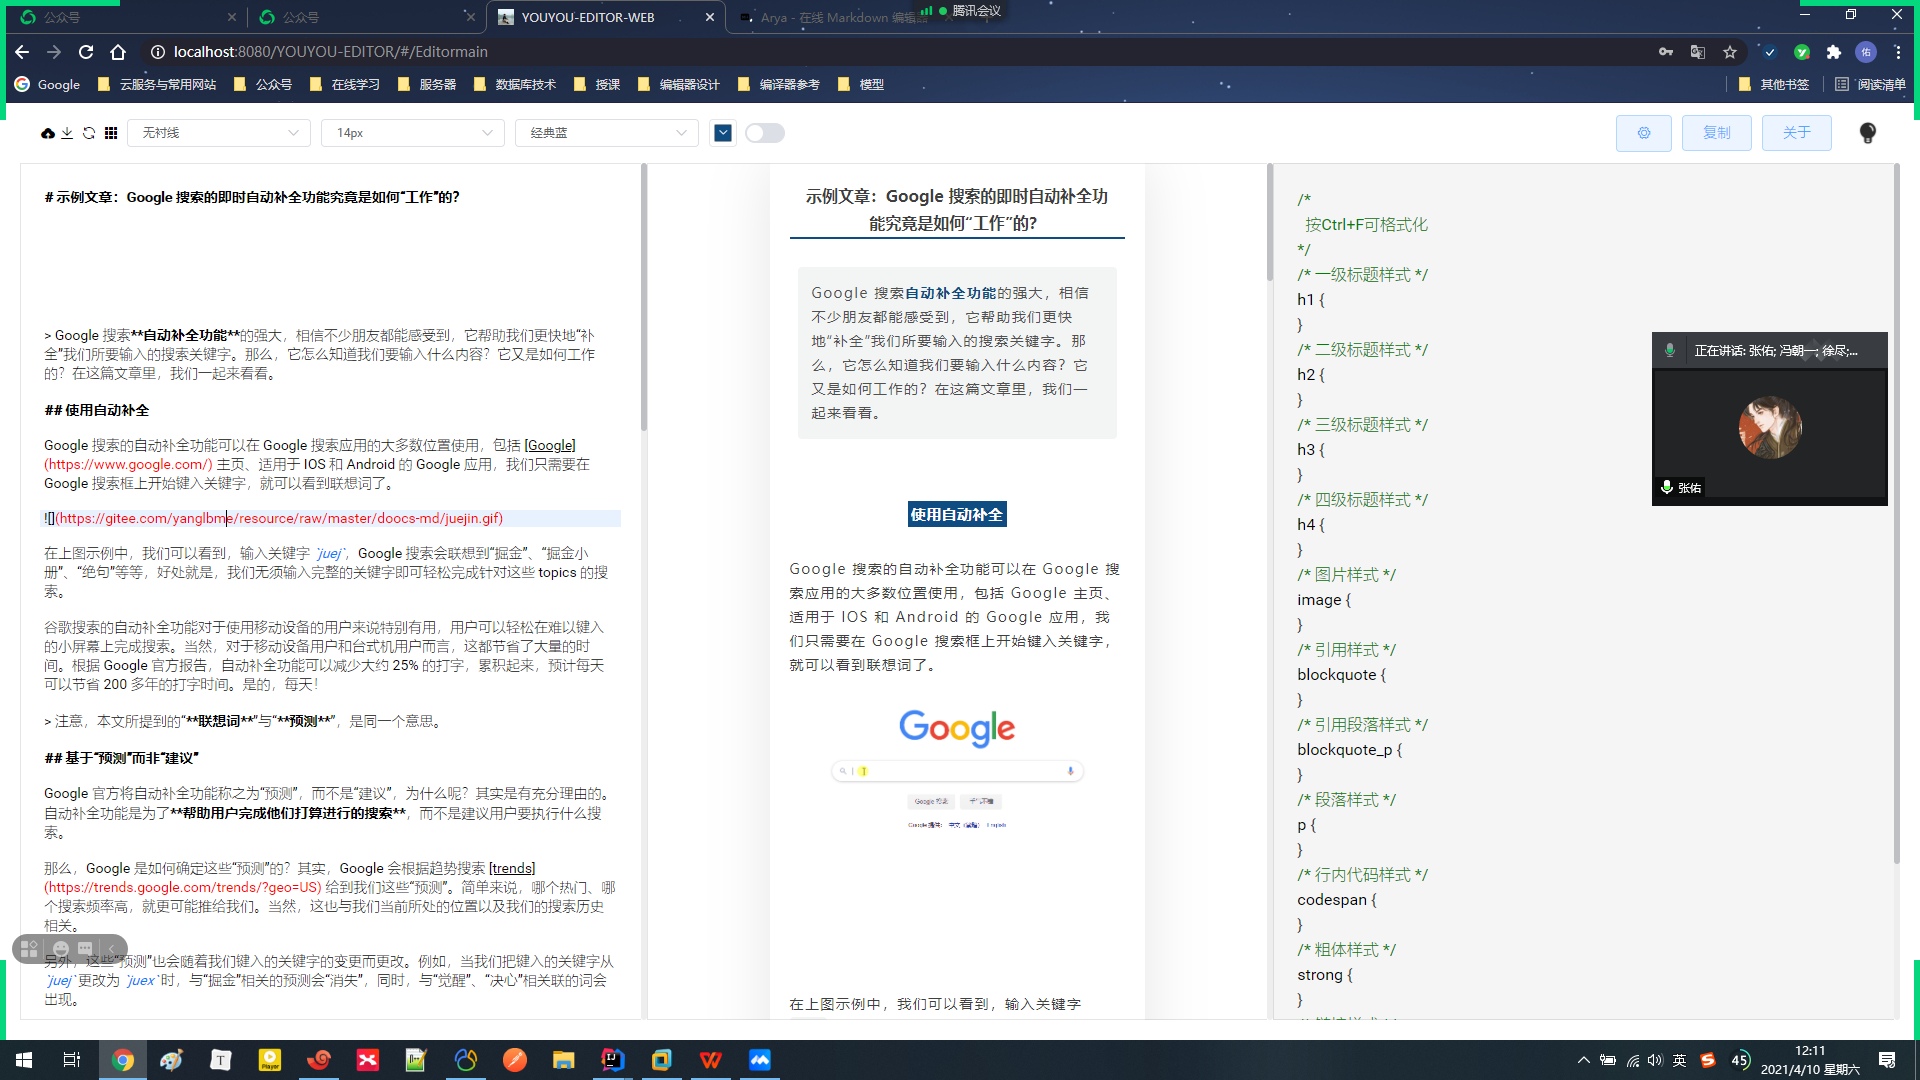 公众号
公众号
YOUYOU-EDITOR-WEB
Arya - 在线 Markdown 编辑器
腾讯会议
localhost:8080/YOUYOU-EDITOR/#/Editormain
佑
Google
云服务与常用网站
公众号
在线学习
服务器
数据库技术
授课
编辑器设计
编译器参考
模型
其他书签
阅读清单
无衬线
14px
经典蓝
复制
关于
# 示例文章：Google 搜索的即时自动补全功能究竟是如何“工作”的？
> Google 搜索**自动补全功能**的强大，相信不少朋友都能感受到，它帮助我们更快地“补
全”我们所要输入的搜索关键字。那么，它怎么知道我们要输入什么内容？它又是如何工作
的？在这篇文章里，我们一起来看看。
## 使用自动补全
Google 搜索的自动补全功能可以在 Google 搜索应用的大多数位置使用，包括 [Google]
(https://www.google.com/) 主页、适用于 IOS 和 Android 的 Google 应用，我们只需要在
Google 搜索框上开始键入关键字，就可以看到联想词了。
![](https://gitee.com/yanglbme/resource/raw/master/doocs-md/juejin.gif)
在上图示例中，我们可以看到，输入关键字 `juej`，Google 搜索会联想到“掘金”、“掘金小
册”、“绝句”等等，好处就是，我们无须输入完整的关键字即可轻松完成针对这些 topics 的搜
索。
谷歌搜索的自动补全功能对于使用移动设备的用户来说特别有用，用户可以轻松在难以键入
的小屏幕上完成搜索。当然，对于移动设备用户和台式机用户而言，这都节省了大量的时
间。根据 Google 官方报告，自动补全功能可以减少大约 25% 的打字，累积起来，预计每天
可以节省 200 多年的打字时间。是的，每天！
> 注意，本文所提到的“**联想词**”与“**预测**”，是同一个意思。
## 基于“预测”而非“建议”
Google 官方将自动补全功能称之为“预测”，而不是“建议”，为什么呢？其实是有充分理由的。
自动补全功能是为了**帮助用户完成他们打算进行的搜索**，而不是建议用户要执行什么搜
索。
那么，Google 是如何确定这些“预测”的？其实，Google 会根据趋势搜索 [trends]
(https://trends.google.com/trends/?geo=US) 给到我们这些“预测”。简单来说，哪个热门、哪
个搜索频率高，就更可能推给我们。当然，这也与我们当前所处的位置以及我们的搜索历史
相关。
另外，这些“预测”也会随着我们键入的关键字的变更而更改。例如，当我们把键入的关键字从
`juej` 更改为 `juex` 时，与“掘金”相关的预测会“消失”，同时，与“觉醒”、“决心”相关联的词会
出现。
示例文章：Google 搜索的即时自动补全功
能究竟是如何“工作”的？
Google 搜索自动补全功能的强大，相信
不少朋友都能感受到，它帮助我们更快
地“补全”我们所要输入的搜索关键字。那
么，它怎么知道我们要输入什么内容？它
又是如何工作的？在这篇文章里，我们一
起来看看。
使用自动补全
Google 搜索的自动补全功能可以在 Google 搜
索应用的大多数位置使用，包括 Google 主页、
适用于 IOS 和 Android 的 Google 应用，我
们只需要在 Google 搜索框上开始键入关键字，
就可以看到联想词了。
Google
Google 搜索
English
在上图示例中，我们可以看到，输入关键字
/*
按Ctrl+F可格式化
*/
/* 一级标题样式 */
h1 {
}
/* 二级标题样式 */
h2 {
}
/* 三级标题样式 */
h3 {
}
/* 四级标题样式 */
h4 {
}
/* 图片样式 */
image {
}
/* 引用样式 */
blockquote {
}
/* 引用段落样式 */
blockquote_p {
}
/* 段落样式 */
p {
}
/* 行内代码样式 */
codespan {
}
/* 粗体样式 */
strong {
}
正在讲话: 张佑; 冯朝一; 徐尽;...
张佑
英
45
12:11
2021/4/10 星期六